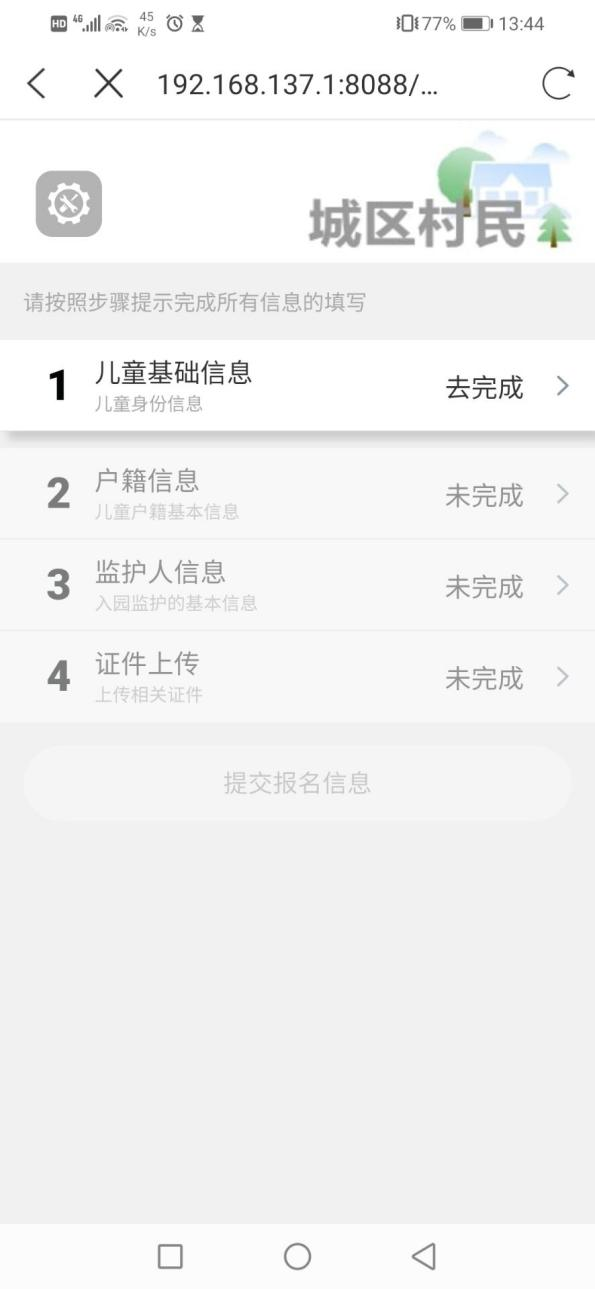 HD 4G 45 K/s 77% 13:44
192.168.137.1:8088/...
城区村民
请按照步骤提示完成所有信息的填写
1 儿童基础信息 去完成
儿童身份信息
2 户籍信息 未完成
儿童户籍基本信息
3 监护人信息 未完成
入园监护的基本信息
4 证件上传 未完成
上传相关证件
提交报名信息